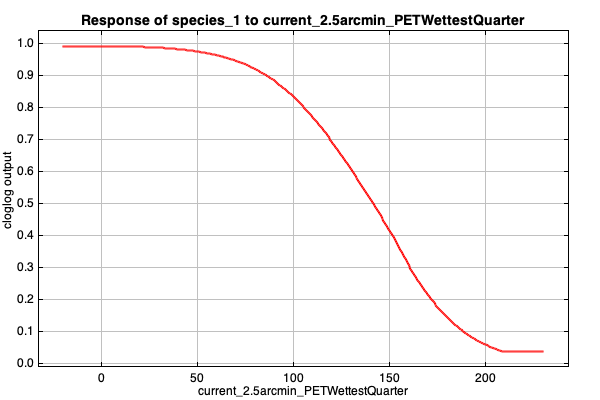 Response of species_1 to current_2.5arcmin_PETWettestQuarter
1.0
0.9
0.8
0.7
0.6
0.5
0.4
0.3
0.2
0.1
0.0
cloglog output
0 50 100 150 200
current_2.5arcmin_PETWettestQuarter